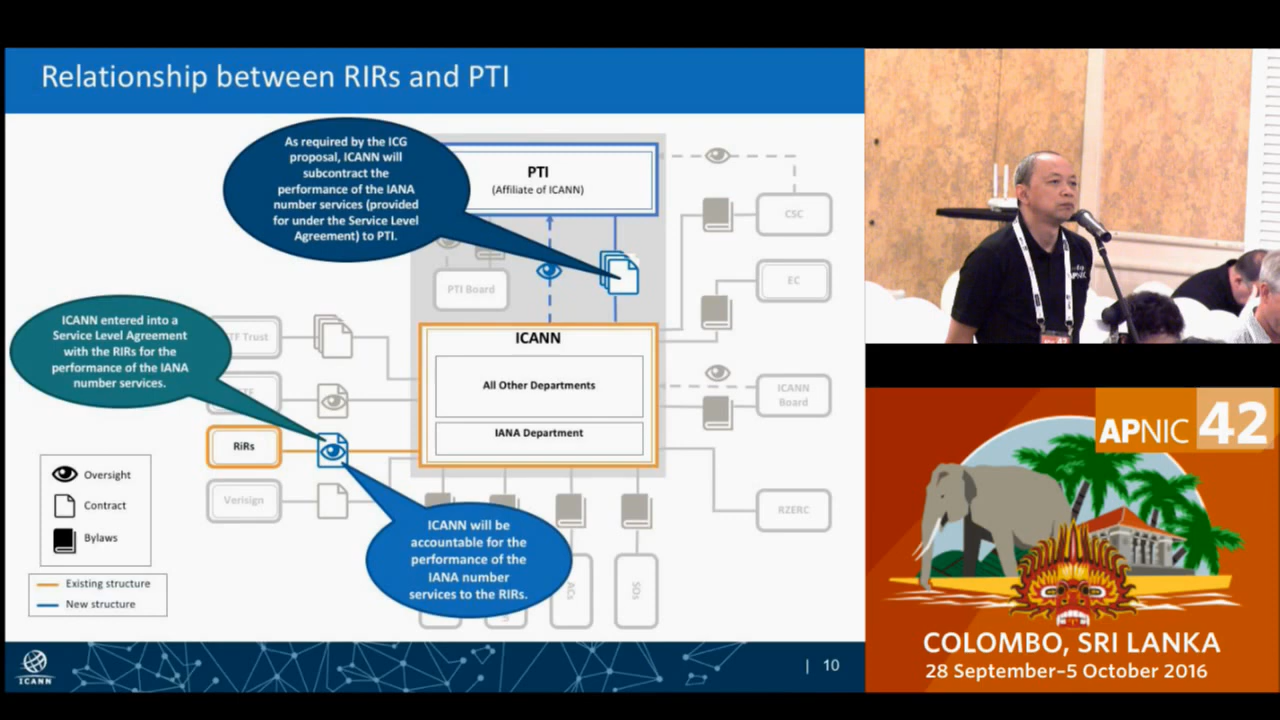 Relationship between RIRs and PTI
As required by the ICG
proposal, ICANN will
subcontract the
performance of the IANA
number services (provided
for under the Service Level
Agreement) to PTI.
PTI
(Affiliate of ICANN)
CSC
PTI Board
EC
ICANN entered into a
Service Level Agreement
with the RIRs for the
performance of the IANA
number services.
TF Trust
ICANN
All Other Departments
IANA Department
ICANN
Board
RiRs
Verisign
RZERC
Oversight
Contract
Bylaws
Existing structure
New structure
ICANN will be
accountable for the
performance of the
IANA number
services to the RIRs.
ACs
SOs
ICANN
| 10
APNIC 42
COLOMBO, SRI LANKA
28 September–5 October 2016